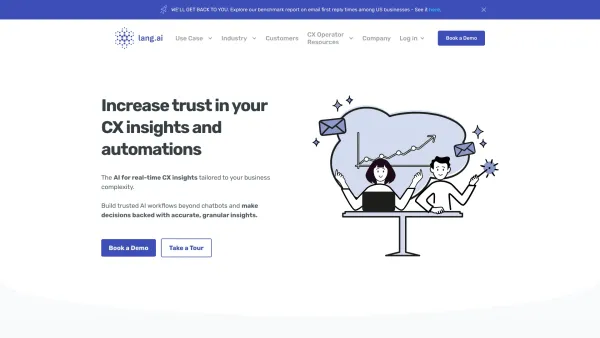 WE'LL GET BACK TO YOU: Explore our benchmark report on email first reply times among US businesses - See it here.
lang.ai
Use Case
Industry
Customers
CX Operator
Resources
Company
Log in
Book a Demo
Increase trust in your
CX insights and
automations
The AI for real-time CX insights tailored to your business
complexity.
Build trusted AI workflows beyond chatbots and make
decisions backed with accurate, granular insights.
Book a Demo
Take a Tour